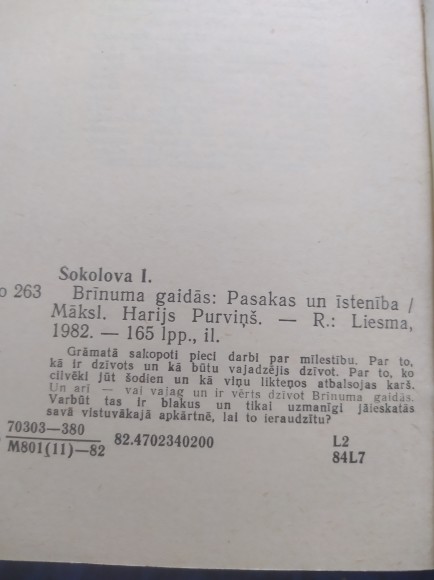 Sokolova I.
o 263 Brīnuma gaidās: Pasakas un īstenība /
Māksl. Harijs Purviņš. — R.: Liesma,
1982. — 165 lpp., il.
Grāmatā sakopoti pieci darbi par mīlestību. Par to,
kā ir dzīvots un kā būtu vajadzējis dzīvot. Par to, ko
cilvēki jūt šodien un kā viņu likteņos atbalsojas karš.
Un arī — vai vajag un ir vērts dzīvot Brīnuma gaidās.
Varbūt tas ir blakus un tikai uzmanīgi jāieskatās
savā vistuvākajā apkārtnē, lai to ieraudzītu?
70303—380
M801(11)—82 82.4702340200 L2
84L7